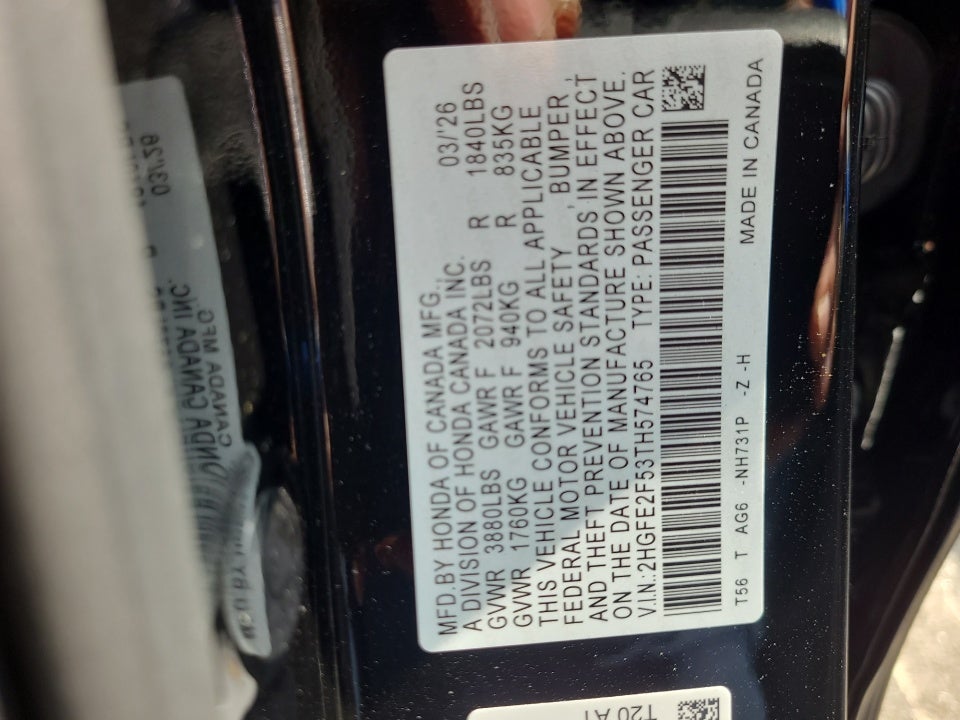 MFD.BY HONDA OF CANADA MFG., 03/'26
A DIVISION OF HONDA CANADA INC.
GVWR 3880LBS GAWR F 2072LBS R 1840LBS
GVWR 1760KG GAWR F 940KG R 835KG
THIS VEHICLE CONFORMS TO ALL APPLICABLE
FEDERAL MOTOR VEHICLE SAFETY, BUMPER,
AND THEFT PREVENTION STANDARDS IN EFFECT
ON THE DATE OF MANUFACTURE SHOWN ABOVE.
V.I.N.:2HGFE2F53TH574765 TYPE: PASSENGER CAR
T56 T AG6 -NH731P -Z -H MADE IN CANADA